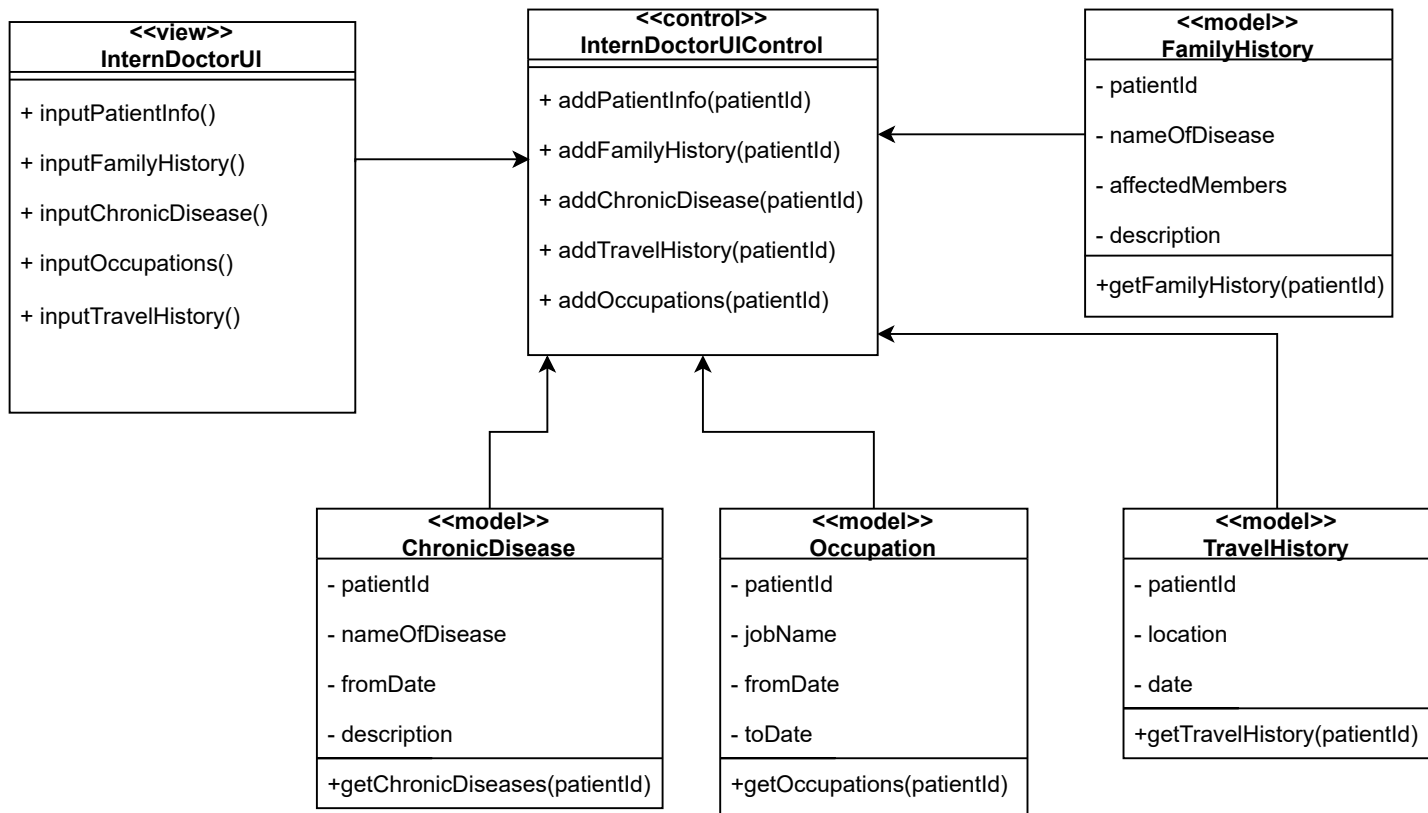 <<view>>
InternDoctorUI
+ inputPatientInfo()
+ inputFamilyHistory()
+ inputChronicDisease()
+ inputOccupations()
+ inputTravelHistory()
<<control>>
InternDoctorUIControl
+ addPatientInfo(patientId)
+ addFamilyHistory(patientId)
+ addChronicDisease(patientId)
+ addTravelHistory(patientId)
+ addOccupations(patientId)
<<model>>
FamilyHistory
- patientId
- nameOfDisease
- affectedMembers
- description
+getFamilyHistory(patientId)
<<model>>
ChronicDisease
- patientId
- nameOfDisease
- fromDate
- description
+getChronicDiseases(patientId)
<<model>>
Occupation
- patientId
- jobName
- fromDate
- toDate
+getOccupations(patientId)
<<model>>
TravelHistory
- patientId
- location
- date
+getTravelHistory(patientId)